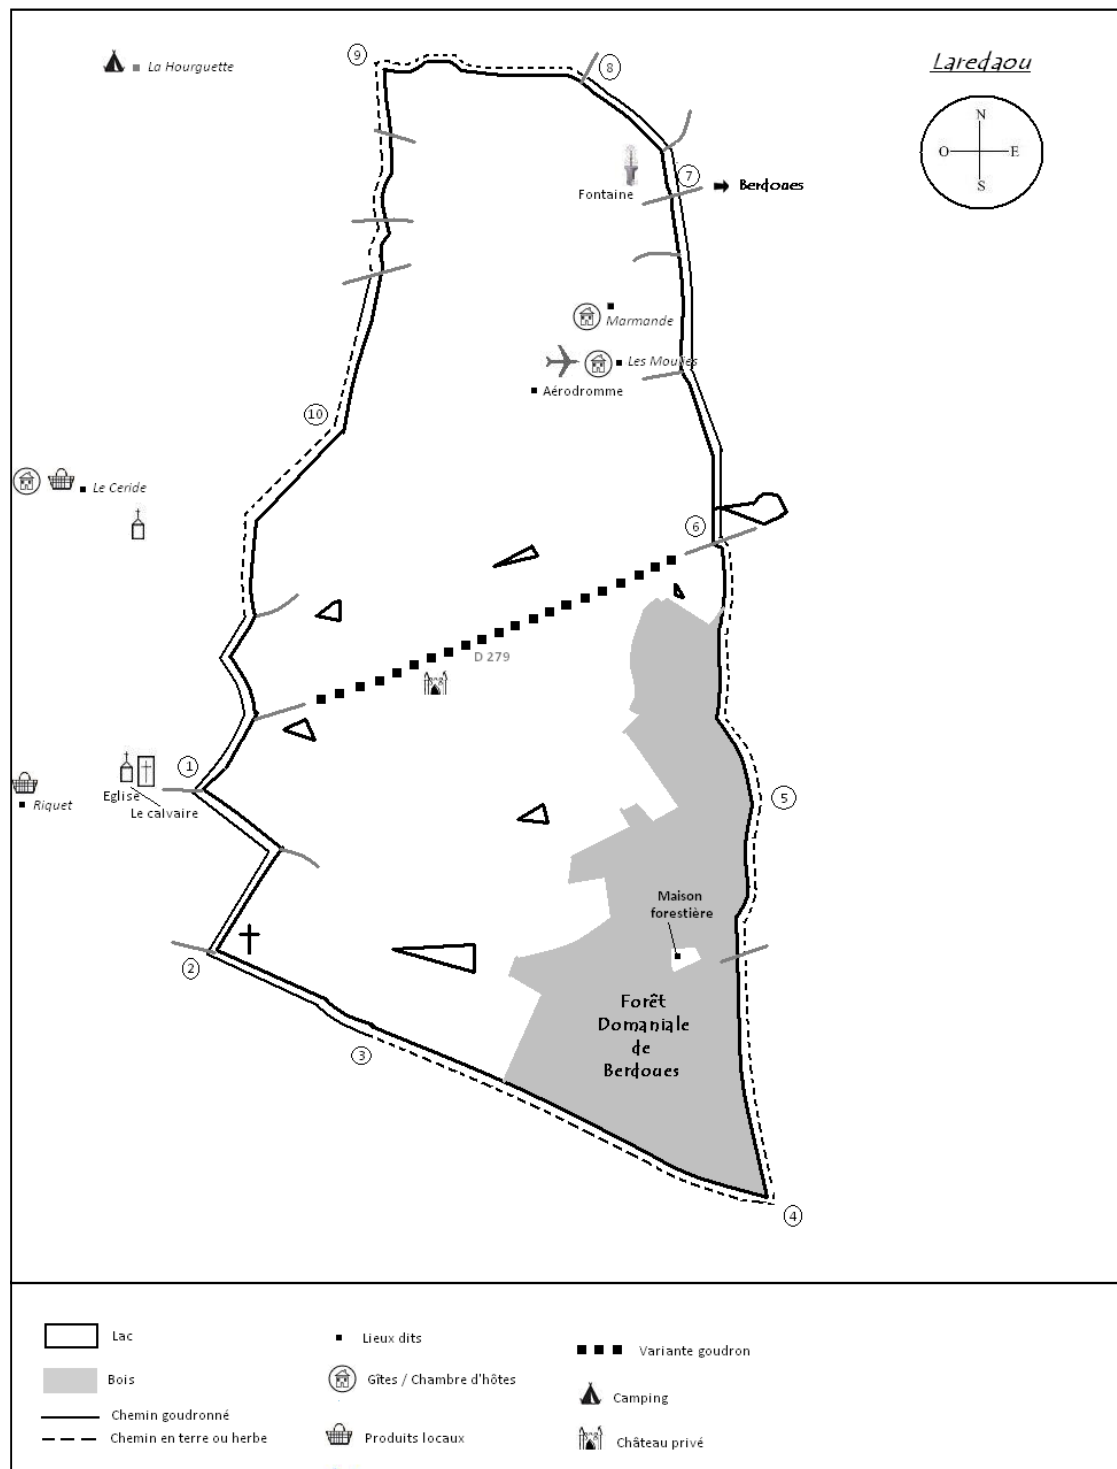 Laredaou
N
O
E
S
9
8
La Hourguette
7
Berdoues
Fontaine
Marmande
Les Moulies
Aérodromme
10
Le Ceride
6
D 279
1
Eglise
Le calvaire
Riquet
5
Maison
forestière
2
Forêt
Domaniale
de
Berdoues
3
4
Lac
Lieux dits
Variante goudron
Bois
Gîtes / Chambre d'hôtes
Camping
Chemin goudronné
Chemin en terre ou herbe
Produits locaux
Château privé